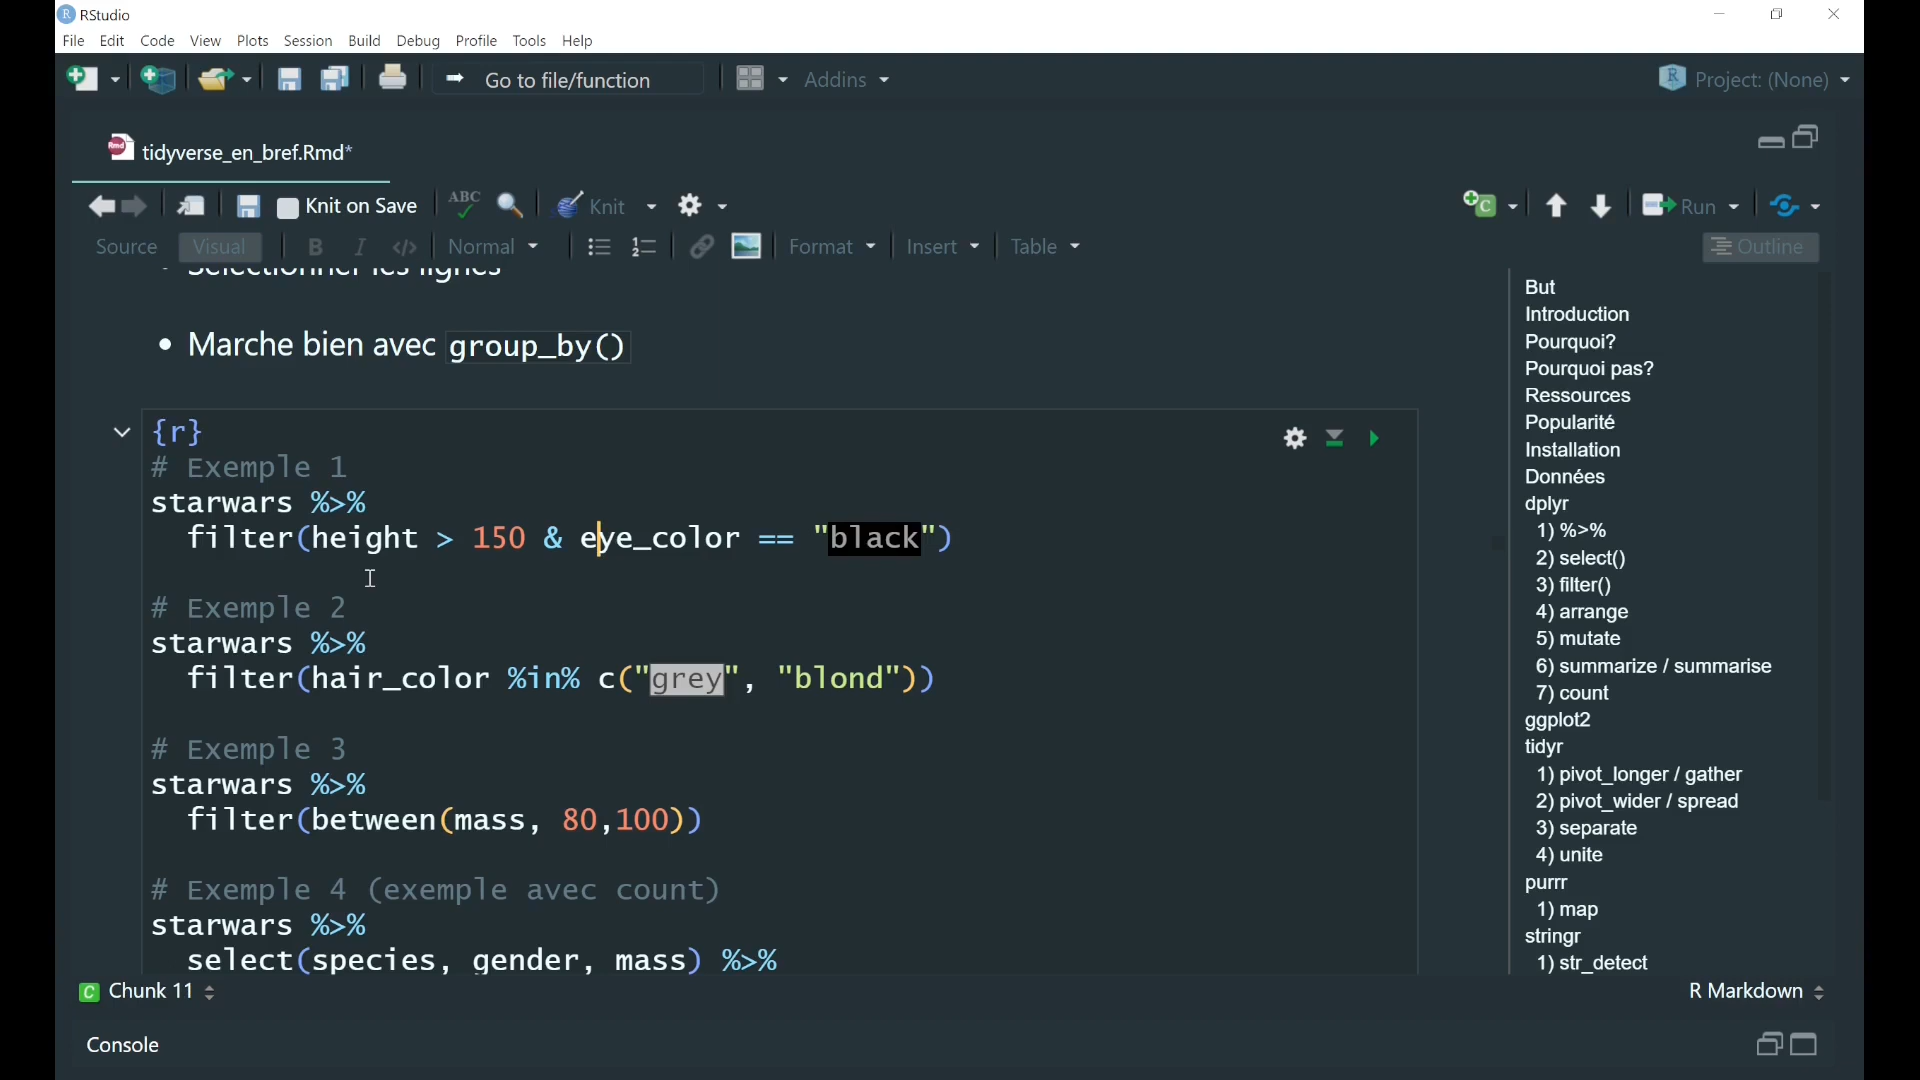 RStudio
File Edit Code View Plots Session Build Debug Profile Tools Help
Go to file/function Addins Project: (None)
tidyverse_en_bref.Rmd*
Knit on Save ABC Knit Run
Source Visual B I </> Normal Format Insert Table Outline
Sélectionner les lignes
• Marche bien avec group_by()
{r}
# Exemple 1
starwars %>%
  filter(height > 150 & eye_color == "black")
# Exemple 2
starwars %>%
  filter(hair_color %in% c("grey", "blond"))
# Exemple 3
starwars %>%
  filter(between(mass, 80,100))
# Exemple 4 (exemple avec count)
starwars %>%
  select(species, gender, mass) %>%
But
Introduction
Pourquoi?
Pourquoi pas?
Ressources
Popularité
Installation
Données
dplyr
1) %>%
2) select()
3) filter()
4) arrange
5) mutate
6) summarize / summarise
7) count
ggplot2
tidyr
1) pivot_longer / gather
2) pivot_wider / spread
3) separate
4) unite
purrr
1) map
stringr
1) str_detect
C Chunk 11 R Markdown
Console